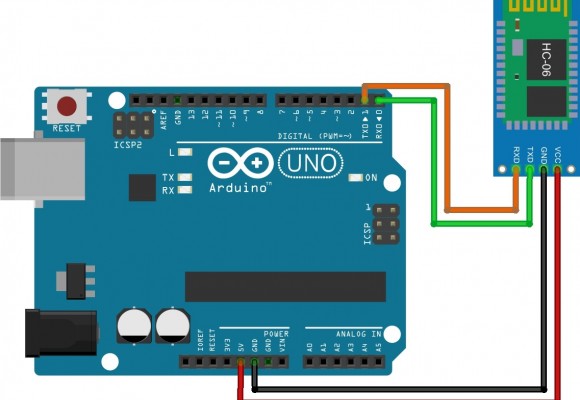 HC-06
RXD
TXD
GND
VCC
RESET
ICSP2
AREF
GND
13
12
~11
~10
~9
8
7
~6
~5
4
~3
2
TXD▶1
RXD◀0
DIGITAL (PWM=~)
L
TX
RX
UNO
Arduino™
ON
1
ICSP
IOREF
RESET
3V3
5V
GND
GND
VIN
POWER
ANALOG IN
A0
A1
A2
A3
A4
A5